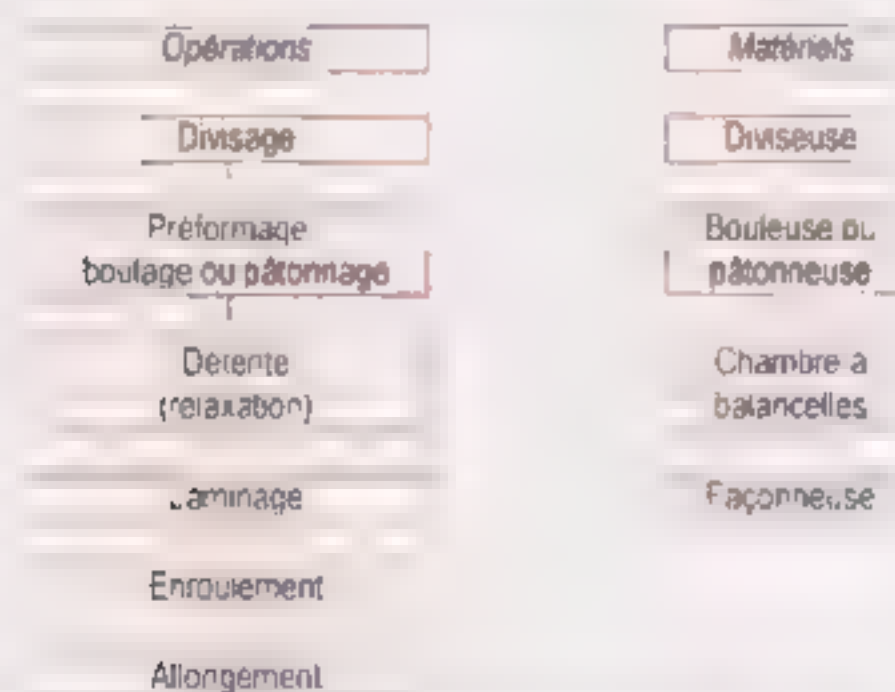 Opérations
Matériels
Divisage
Diviseuse
Préformage
boulage ou pâtonnage
Bouleuse ou
pâtonneuse
Détente
(relaxation)
Chambre à
balancelles
Laminage
Façonneuse
Enroulement
Allongement